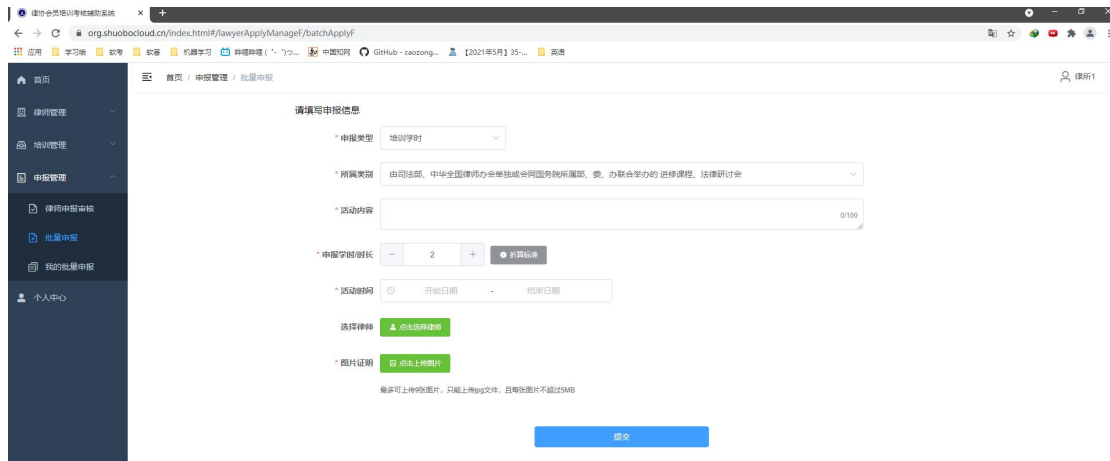 律协会员培训考核辅助系统
org.shuobocloud.cn/index.html#/lawyerApplyManageF/batchApplyF
应用 学习啥 软考 软著 机器学习 哔哩哔哩 ( ゜- ゜)つ... 中国知网 GitHub - caozong... 【2021年5月】35-... 英语
首页 首页 / 申报管理 / 批量申报 律所1
律师管理
培训管理
申报管理
律师申报审核
批量申报
我的批量申报
个人中心
请填写申报信息
* 申报类型 培训学时
* 所属类别 由司法部、中华全国律师办会单独或会同国务院所属部、委、办联合举办的 进修课程、法律研讨会
* 活动内容 0/100
* 申报学时/时长 - 2 + 折算标准
* 活动时间 开始日期 - 结束日期
选择律师 点击选择律师
* 图片证明 点击上传图片
最多可上传9张图片，只能上传jpg文件，且每张图片不超过25MB
提交